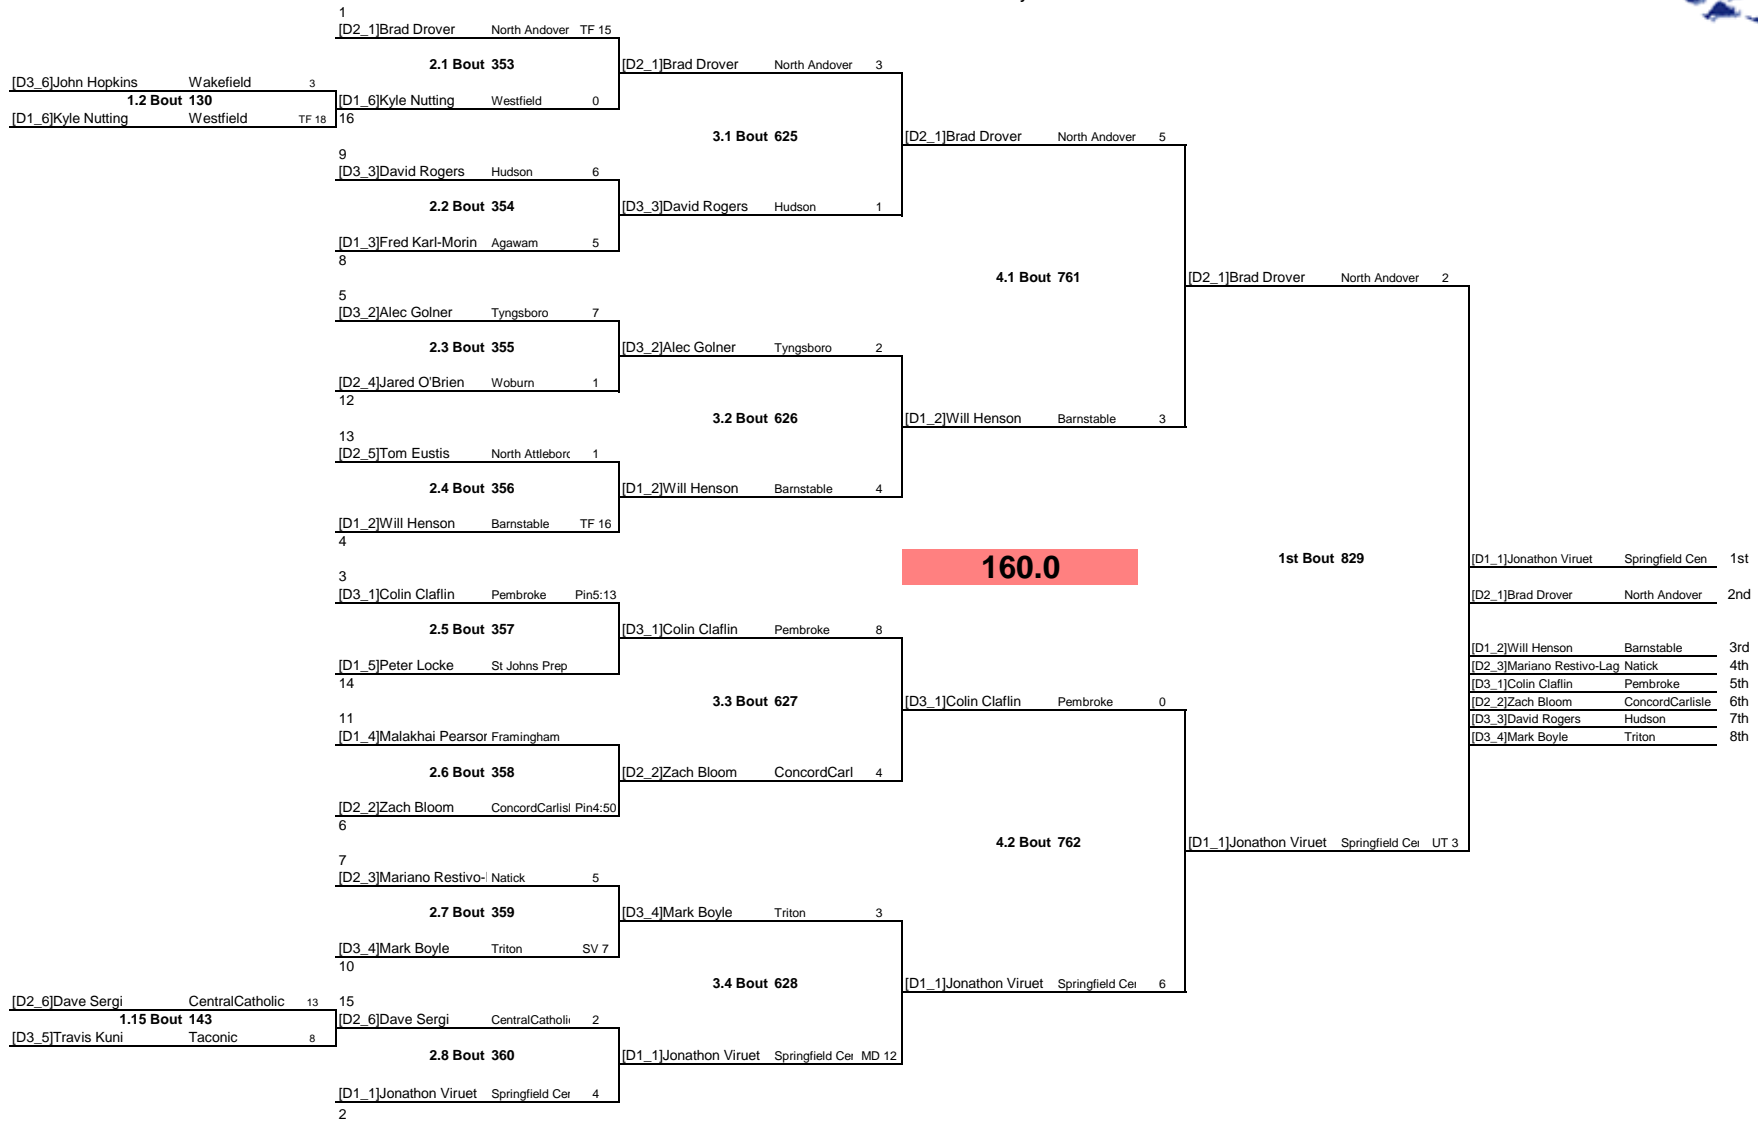 1
[D2_1]Brad Drover North Andover TF 15
2.1 Bout 353
[D2_1]Brad Drover North Andover 3
[D3_6]John Hopkins Wakefield 3
1.2 Bout 130
[D1_6]Kyle Nutting Westfield 0
[D1_6]Kyle Nutting Westfield TF 18
16
3.1 Bout 625
[D2_1]Brad Drover North Andover 5
9
[D3_3]David Rogers Hudson 6
2.2 Bout 354
[D3_3]David Rogers Hudson 1
[D1_3]Fred Karl-Morin Agawam 5
8
4.1 Bout 761
[D2_1]Brad Drover North Andover 2
5
[D3_2]Alec Golner Tyngsboro 7
2.3 Bout 355
[D3_2]Alec Golner Tyngsboro 2
[D2_4]Jared O'Brien Woburn 1
12
3.2 Bout 626
[D1_2]Will Henson Barnstable 3
13
[D2_5]Tom Eustis North Attleborc 1
2.4 Bout 356
[D1_2]Will Henson Barnstable 4
[D1_2]Will Henson Barnstable TF 16
4
160.0
1st Bout 829
[D1_1]Jonathon Viruet Springfield Cen 1st
3
[D3_1]Colin Claflin Pembroke Pin5:13
[D2_1]Brad Drover North Andover 2nd
2.5 Bout 357
[D3_1]Colin Claflin Pembroke 8
[D1_2]Will Henson Barnstable 3rd
[D1_5]Peter Locke St Johns Prep
[D2_3]Mariano Restivo-Lag Natick 4th
14
[D3_1]Colin Claflin Pembroke 5th
3.3 Bout 627
[D3_1]Colin Claflin Pembroke 0
[D2_2]Zach Bloom ConcordCarlisle 6th
11
[D3_3]David Rogers Hudson 7th
[D1_4]Malakhai Pearsor Framingham
[D3_4]Mark Boyle Triton 8th
2.6 Bout 358
[D2_2]Zach Bloom ConcordCarl 4
[D2_2]Zach Bloom ConcordCarlisl Pin4:50
6
4.2 Bout 762
[D1_1]Jonathon Viruet Springfield Cer UT 3
7
[D2_3]Mariano Restivo-l Natick 5
2.7 Bout 359
[D3_4]Mark Boyle Triton 3
[D3_4]Mark Boyle Triton SV 7
10
3.4 Bout 628
[D1_1]Jonathon Viruet Springfield Cer 6
[D2_6]Dave Sergi CentralCatholic 13
15
1.15 Bout 143
[D2_6]Dave Sergi CentralCatholic 2
[D3_5]Travis Kuni Taconic 8
2.8 Bout 360
[D1_1]Jonathon Viruet Springfield Cer MD 12
[D1_1]Jonathon Viruet Springfield Cer 4
2